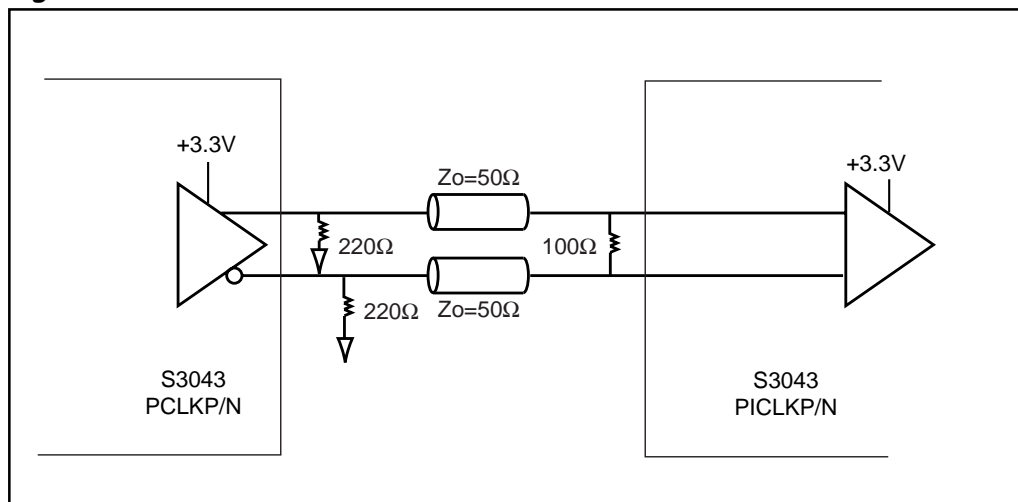 +3.3V
+3.3V
Zo=50Ω
220Ω
100Ω
220Ω
Zo=50Ω
S3043
PCLKP/N
S3043
PICLKP/N